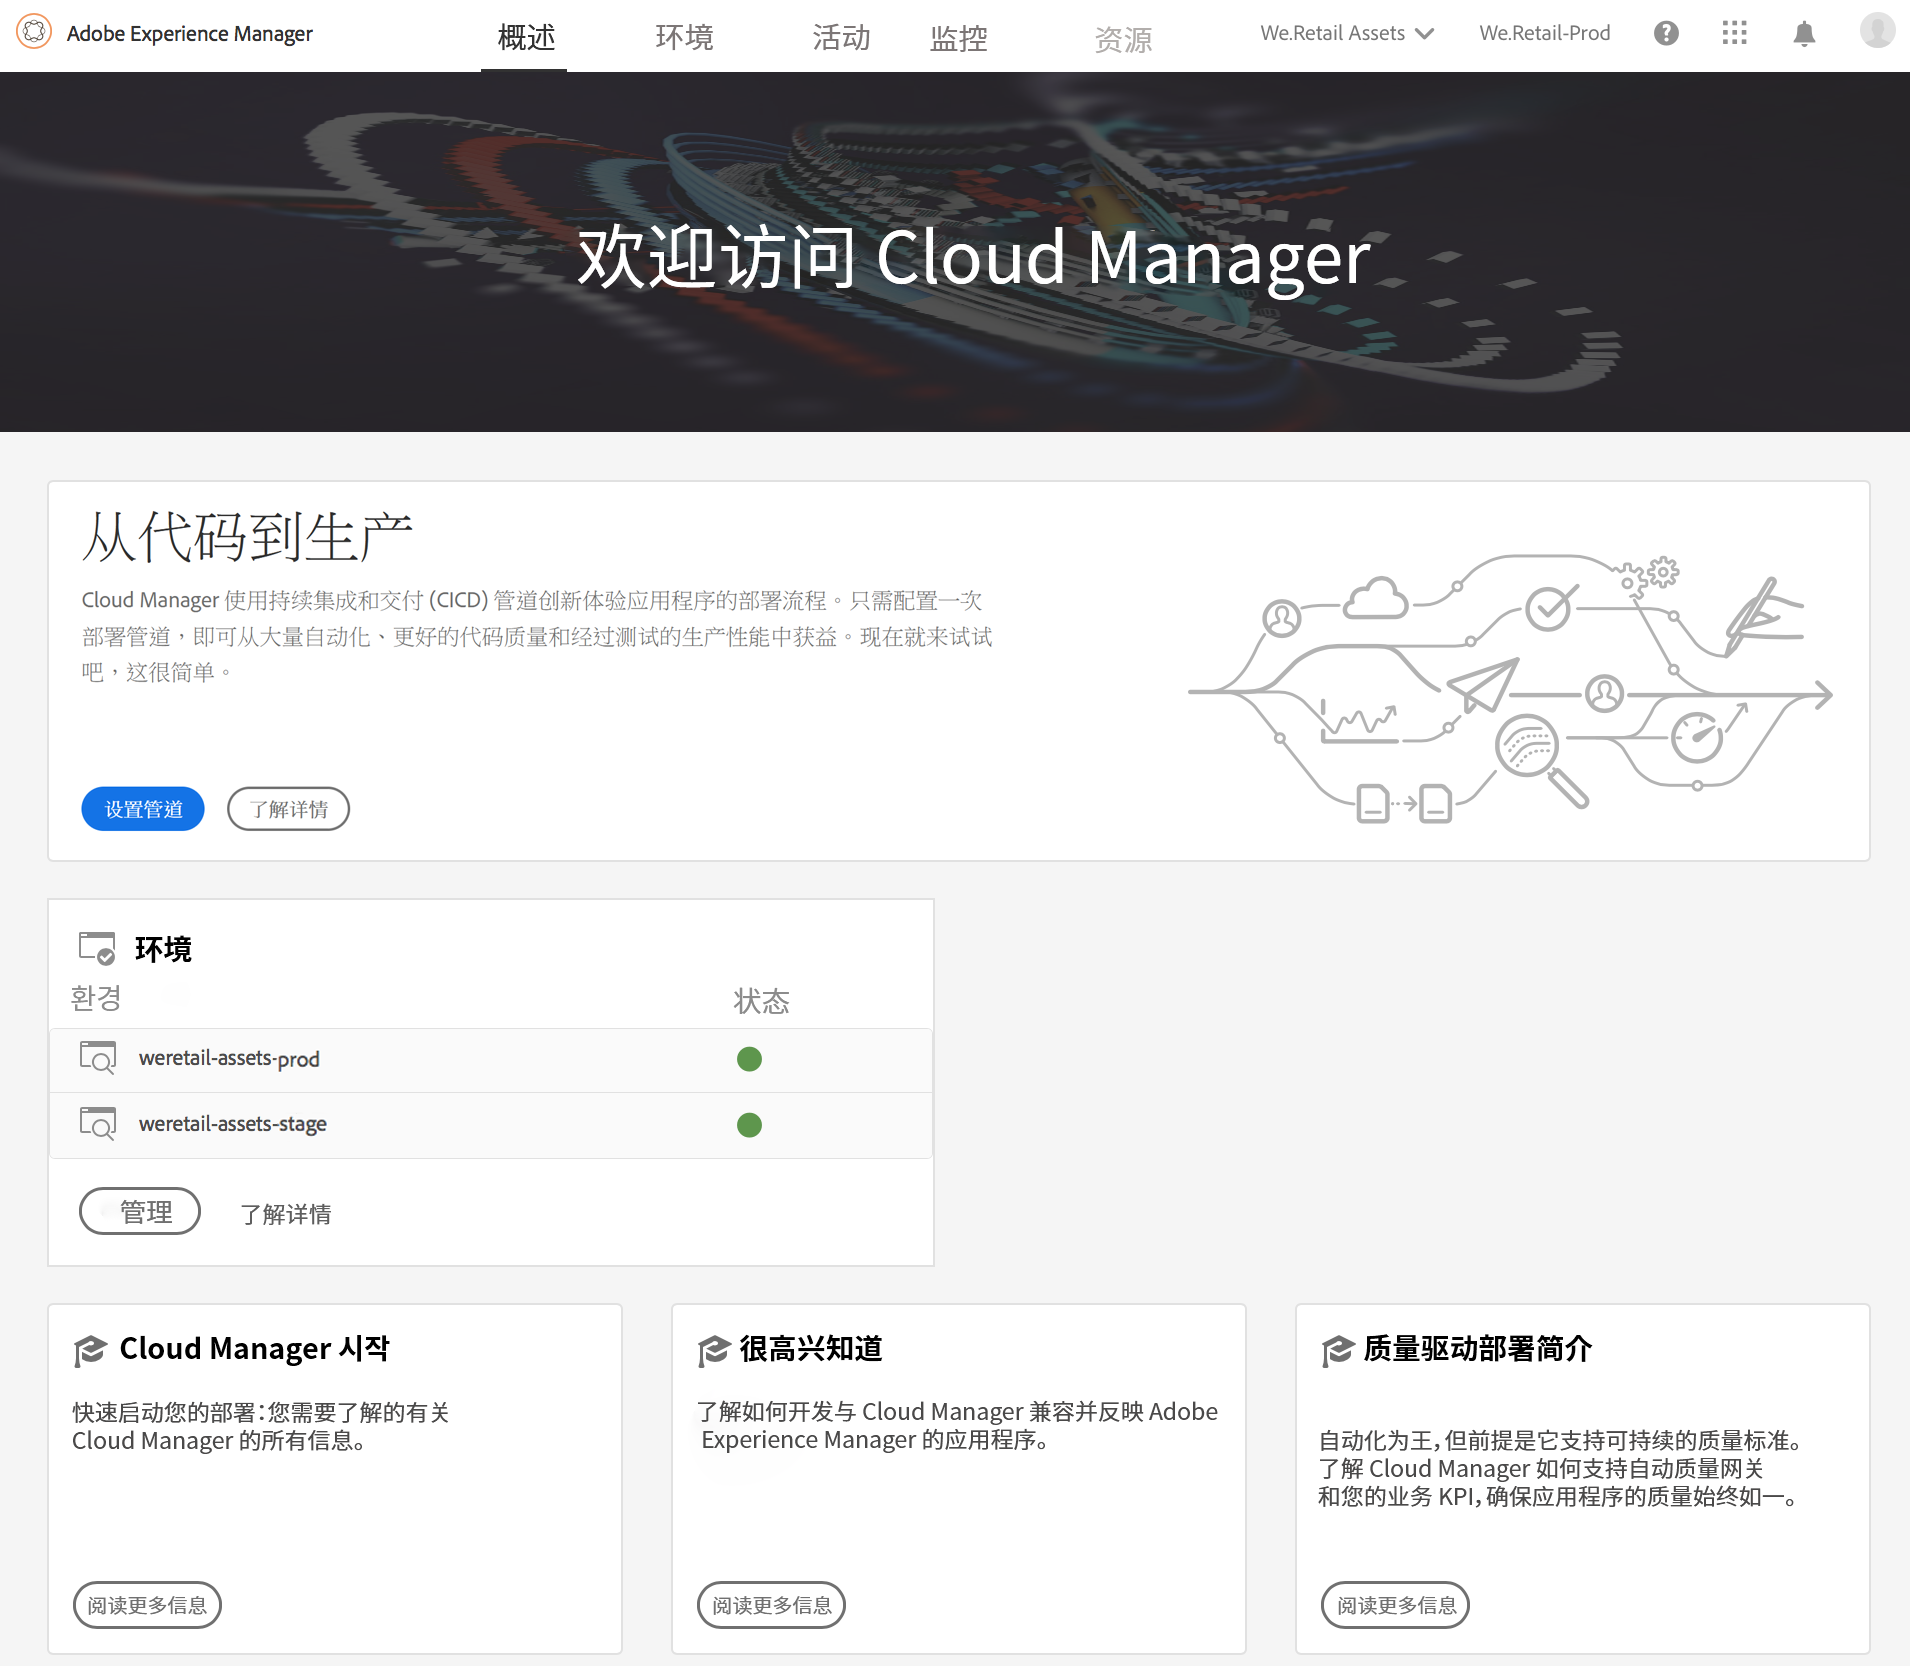 Adobe Experience Manager
概述
环境
活动
监控
资源
We.Retail Assets
We.Retail-Prod
欢迎访问 Cloud Manager
从代码到生产
Cloud Manager 使用持续集成和交付 (CICD) 管道创新体验应用程序的部署流程。只需配置一次
部署管道，即可从大量自动化、更好的代码质量和经过测试的生产性能中获益。现在就来试试
吧，这很简单。
设置管道
了解详情
环境
환경
状态
weretail-assets-prod
weretail-assets-stage
管理
了解详情
Cloud Manager 시작
快速启动您的部署：您需要了解的有关
Cloud Manager 的所有信息。
阅读更多信息
很高兴知道
了解如何开发与 Cloud Manager 兼容并反映 Adobe
Experience Manager 的应用程序。
阅读更多信息
质量驱动部署简介
自动化为王，但前提是它支持可持续的质量标准。
了解 Cloud Manager 如何支持自动质量网关
和您的业务 KPI，确保应用程序的质量始终如一。
阅读更多信息